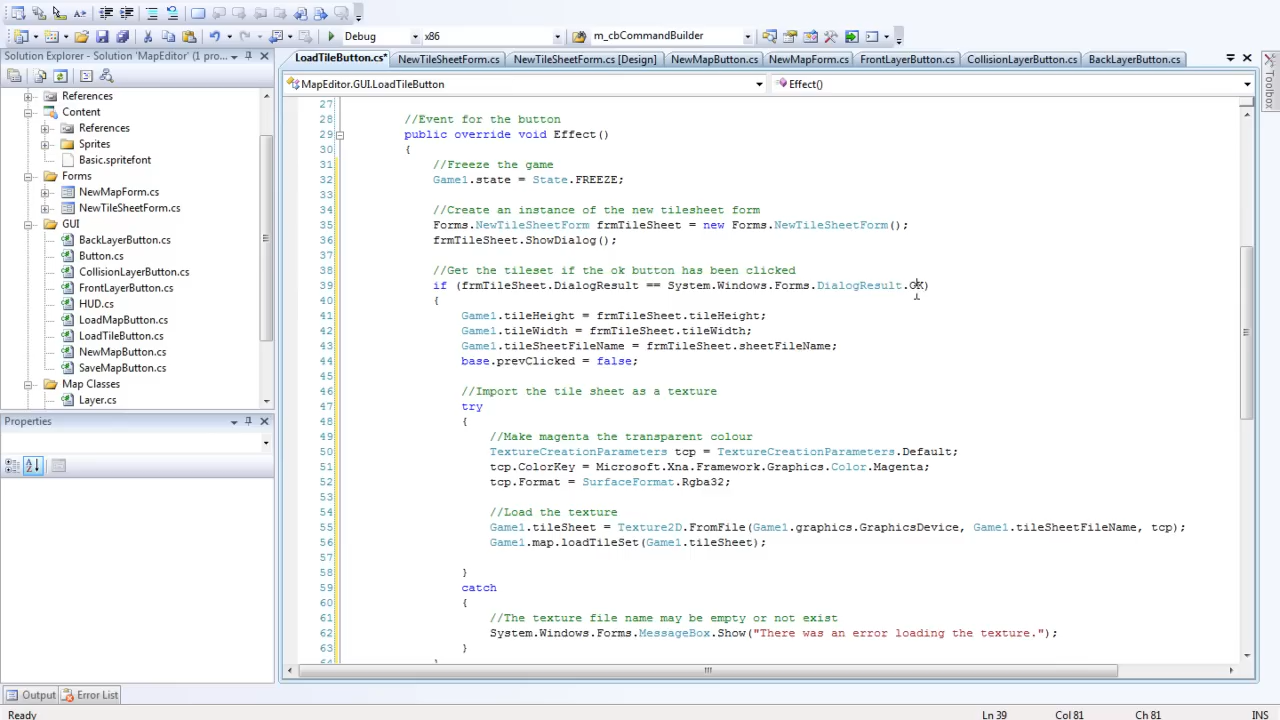 Debug x86 m_cbCommandBuilder
Solution Explorer - Solution 'MapEditor' (1 pro
References
Content
References
Sprites
Basic.spritefont
Forms
NewMapForm.cs
NewTileSheetForm.cs
GUI
BackLayerButton.cs
Button.cs
CollisionLayerButton.cs
FrontLayerButton.cs
HUD.cs
LoadMapButton.cs
LoadTileButton.cs
NewMapButton.cs
SaveMapButton.cs
Map Classes
Layer.cs
Properties
LoadTileButton.cs* NewTileSheetForm.cs NewTileSheetForm.cs [Design] NewMapButton.cs NewMapForm.cs FrontLayerButton.cs CollisionLayerButton.cs BackLayerButton.cs
MapEditor.GUI.LoadTileButton Effect()
27
28 //Event for the button
29 public override void Effect()
30 {
31 //Freeze the game
32 Game1.state = State.FREEZE;
33
34 //Create an instance of the new tilesheet form
35 Forms.NewTileSheetForm frmTileSheet = new Forms.NewTileSheetForm();
36 frmTileSheet.ShowDialog();
37
38 //Get the tileset if the ok button has been clicked
39 if (frmTileSheet.DialogResult == System.Windows.Forms.DialogResult.OK)
40 {
41 Game1.tileHeight = frmTileSheet.tileHeight;
42 Game1.tileWidth = frmTileSheet.tileWidth;
43 Game1.tileSheetFileName = frmTileSheet.sheetFileName;
44 base.prevClicked = false;
45
46 //Import the tile sheet as a texture
47 try
48 {
49 //Make magenta the transparent colour
50 TextureCreationParameters tcp = TextureCreationParameters.Default;
51 tcp.ColorKey = Microsoft.Xna.Framework.Graphics.Color.Magenta;
52 tcp.Format = SurfaceFormat.Rgba32;
53
54 //Load the texture
55 Game1.tileSheet = Texture2D.FromFile(Game1.graphics.GraphicsDevice, Game1.tileSheetFileName, tcp);
56 Game1.map.loadTileSet(Game1.tileSheet);
57
58 }
59 catch
60 {
61 //The texture file name may be empty or not exist
62 System.Windows.Forms.MessageBox.Show("There was an error loading the texture.");
63 }
64 }
Toolbox
Output Error List
Ready Ln 39 Col 81 Ch 81 INS